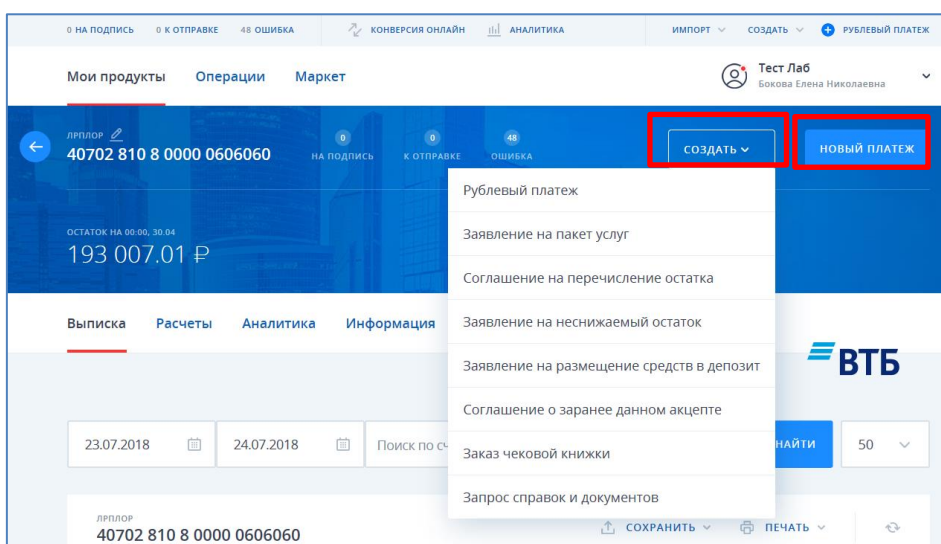 0 НА ПОДПИСЬ 0 К ОТПРАВКЕ 48 ОШИБКА КОНВЕРСИЯ ОНЛАЙН АНАЛИТИКА ИМПОРТ СОЗДАТЬ РУБЛЕВЫЙ ПЛАТЕЖ
Мои продукты Операции Маркет Тест Лаб
Бокова Елена Николаевна
ЛРПЛОР 0 0 48
40702 810 8 0000 0606060 НА ПОДПИСЬ К ОТПРАВКЕ ОШИБКА СОЗДАТЬ НОВЫЙ ПЛАТЕЖ
Рублевый платеж
Заявление на пакет услуг
ОСТАТОК НА 00:00, 30.04
193 007.01 ₽
Соглашение на перечисление остатка
Выписка Расчеты Аналитика Информация
Заявление на неснижаемый остаток
Заявление на размещение средств в депозит
ВТБ
Соглашение о заранее данном акцепте
23.07.2018 24.07.2018 Поиск по сч НАЙТИ 50
Заказ чековой книжки
Запрос справок и документов
ЛРПЛОР
40702 810 8 0000 0606060 СОХРАНИТЬ ПЕЧАТЬ